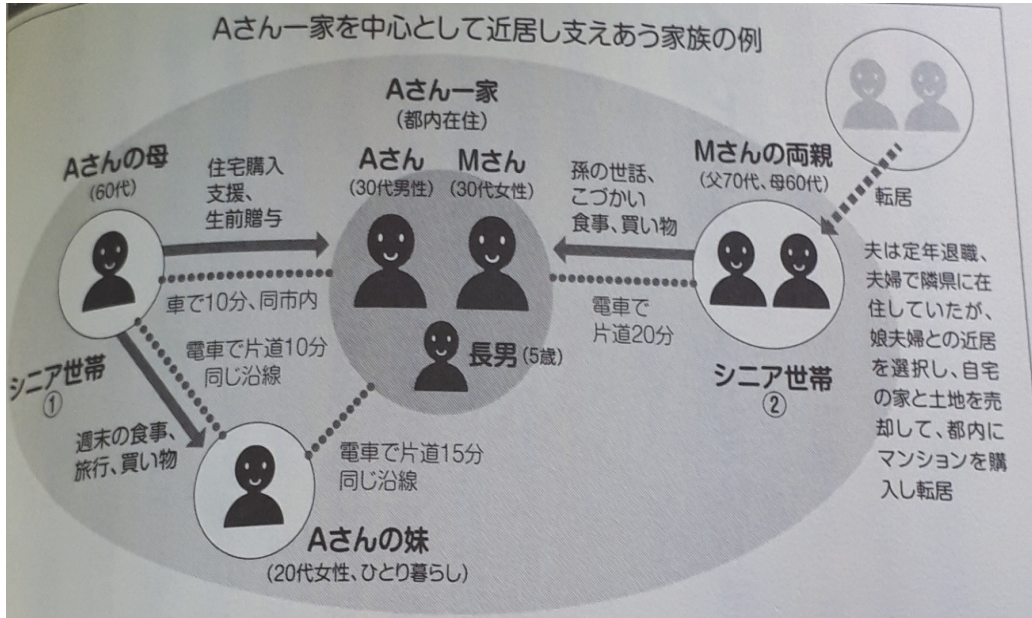 Aさん一家を中心として近居し支えあう家族の例
Aさん一家
(都内在住)
Aさんの母
(60代)
住宅購入
支援、
生前贈与
Aさん
(30代男性)
Mさん
(30代女性)
孫の世話、
こづかい
食事、買い物
Mさんの両親
(父70代、母60代)
転居
車で10分、同市内
電車で
片道20分
電車で片道10分
同じ沿線
長男(5歳)
シニア世帯
①
シニア世帯
②
夫は定年退職、
夫婦で隣県に在
住していたが、
娘夫婦との近居
を選択し、自宅
の家と土地を売
却して、都内に
マンションを購
入し転居
週末の食事、
旅行、買い物
電車で片道15分
同じ沿線
Aさんの妹
(20代女性、ひとり暮らし)